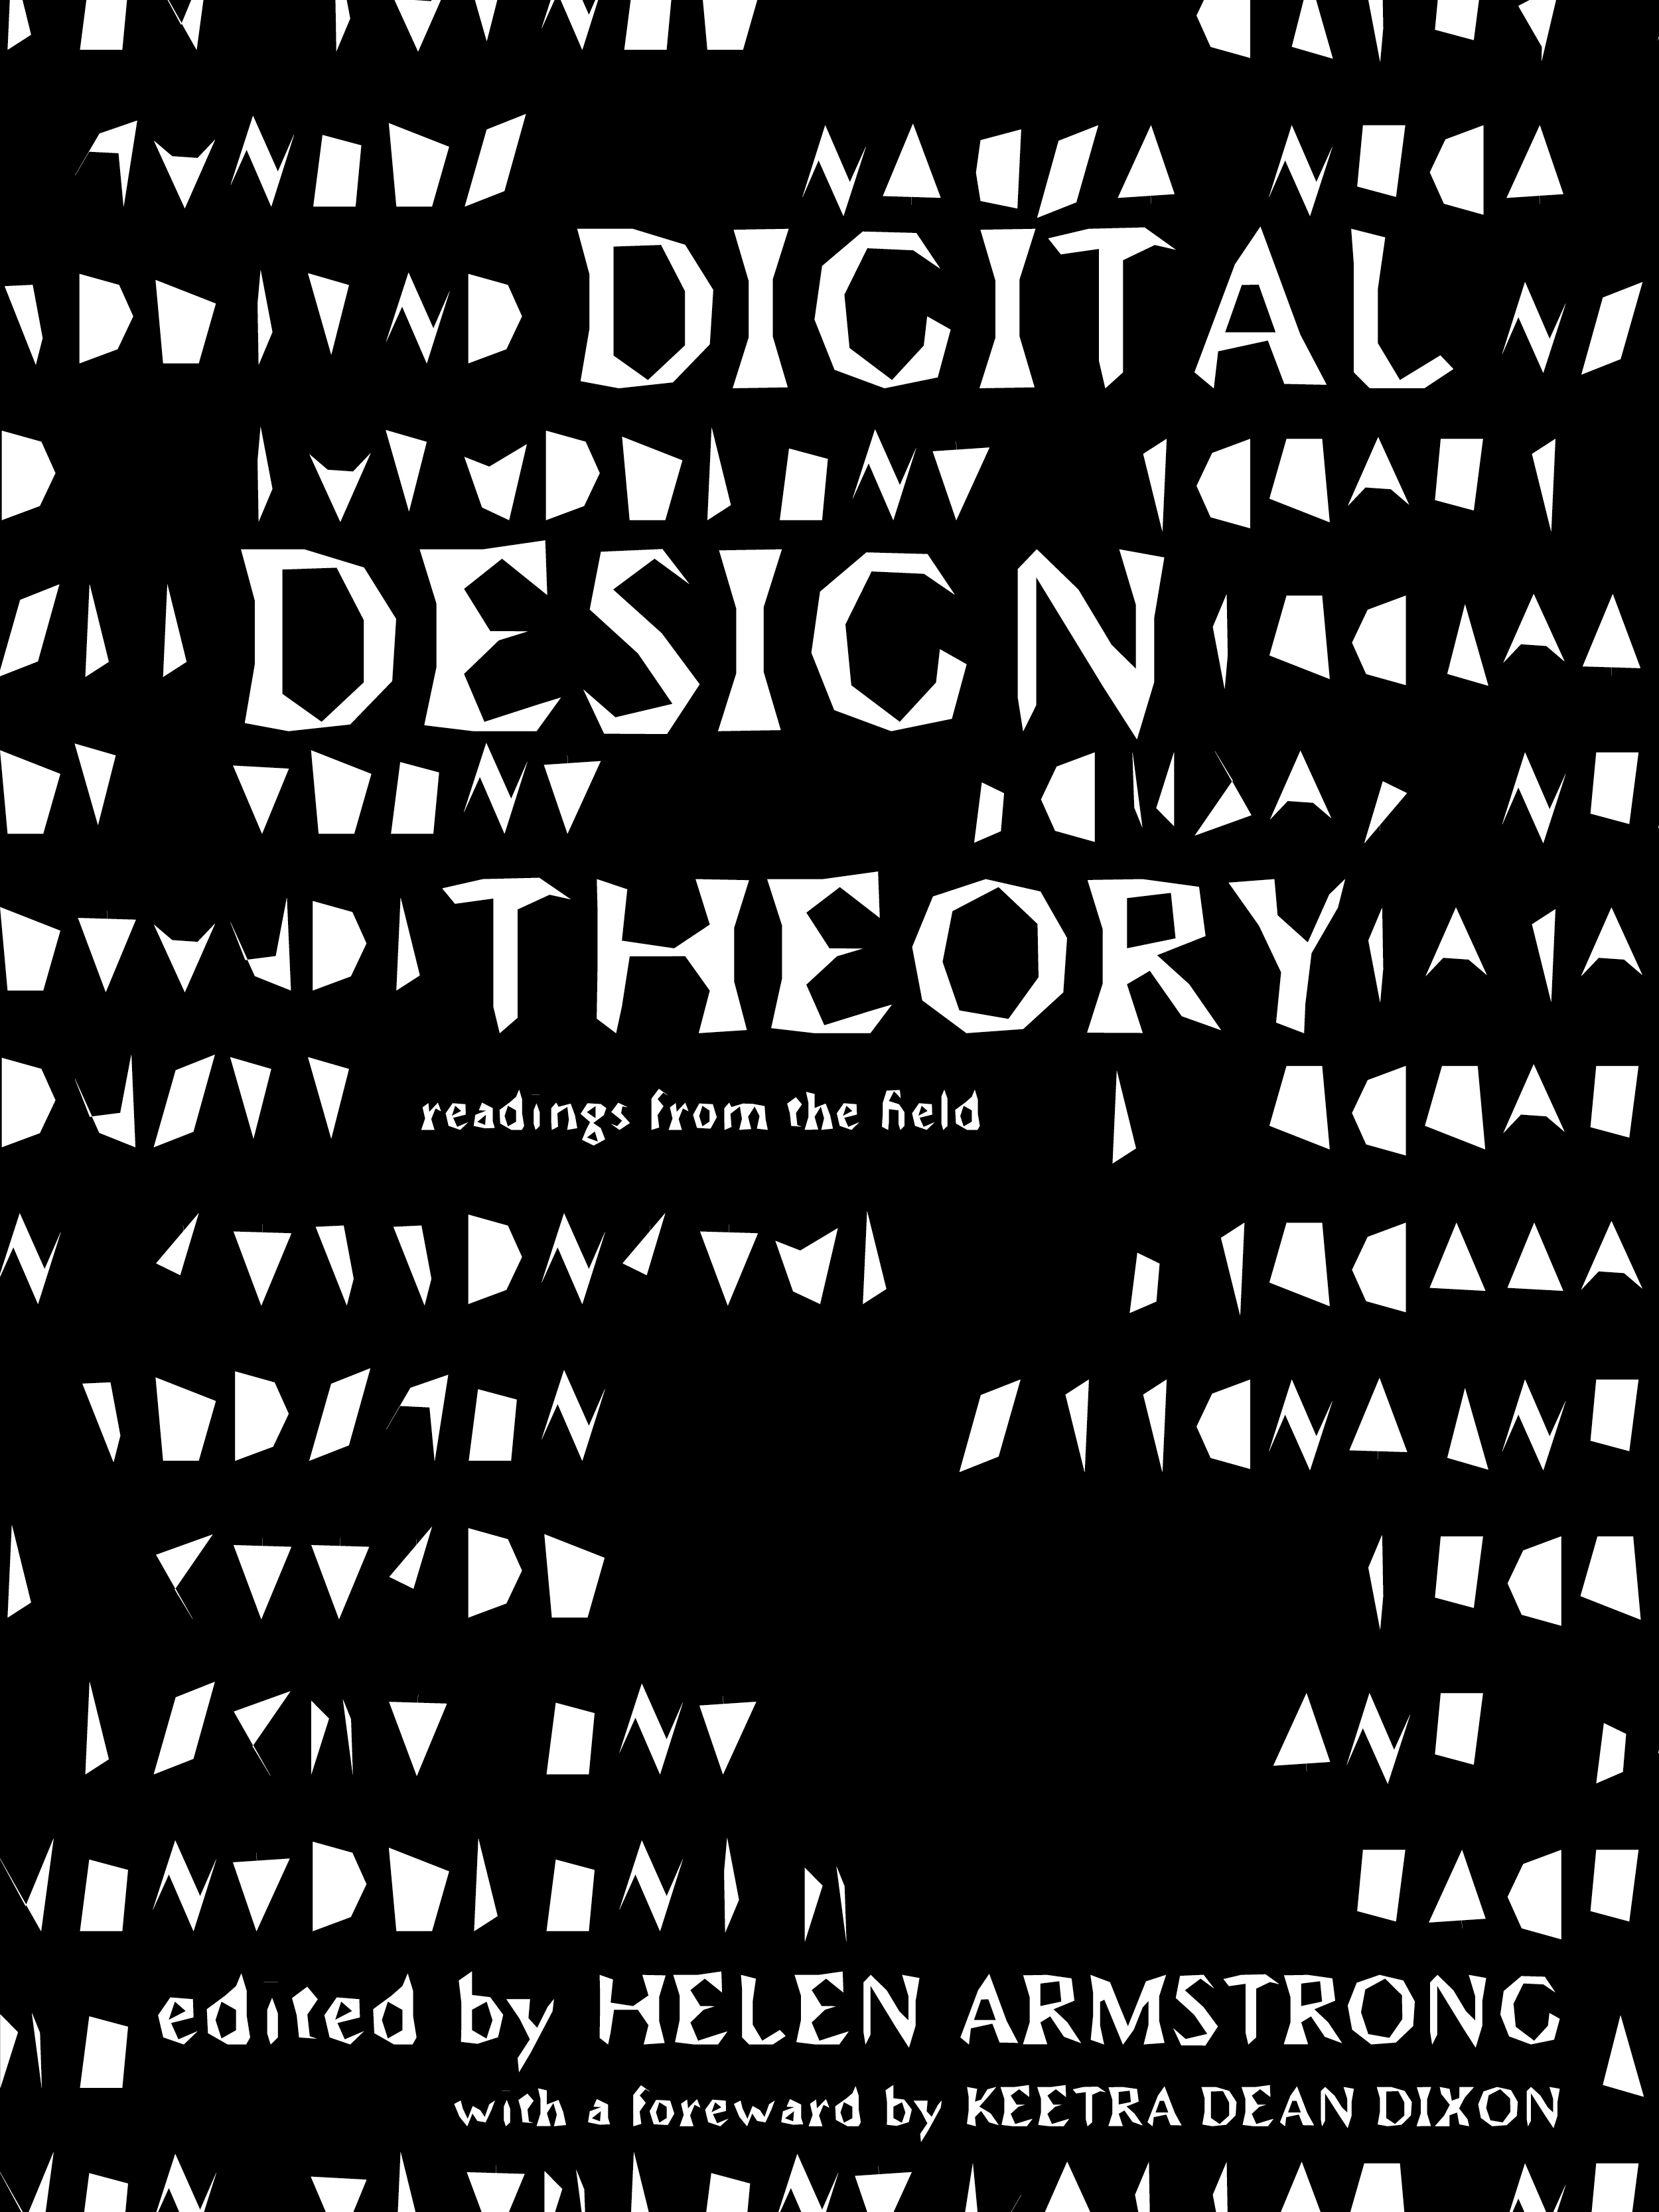 DIGITAL
DESIGN
THEORY
readings from the field
edited by HELEN ARMSTRONG
with a foreward by KEETRA DEAN DIXON